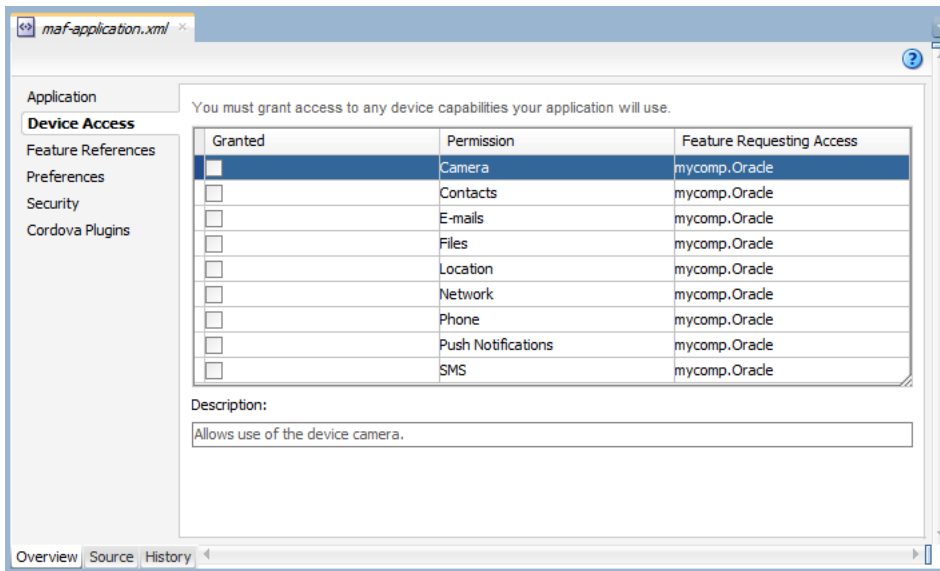 maf-application.xml
Application
Device Access
Feature References
Preferences
Security
Cordova Plugins
You must grant access to any device capabilities your application will use.
Granted Permission Feature Requesting Access
Camera mycomp.Oracle
Contacts mycomp.Oracle
E-mails mycomp.Oracle
Files mycomp.Oracle
Location mycomp.Oracle
Network mycomp.Oracle
Phone mycomp.Oracle
Push Notifications mycomp.Oracle
SMS mycomp.Oracle
Description:
Allows use of the device camera.
Overview Source History